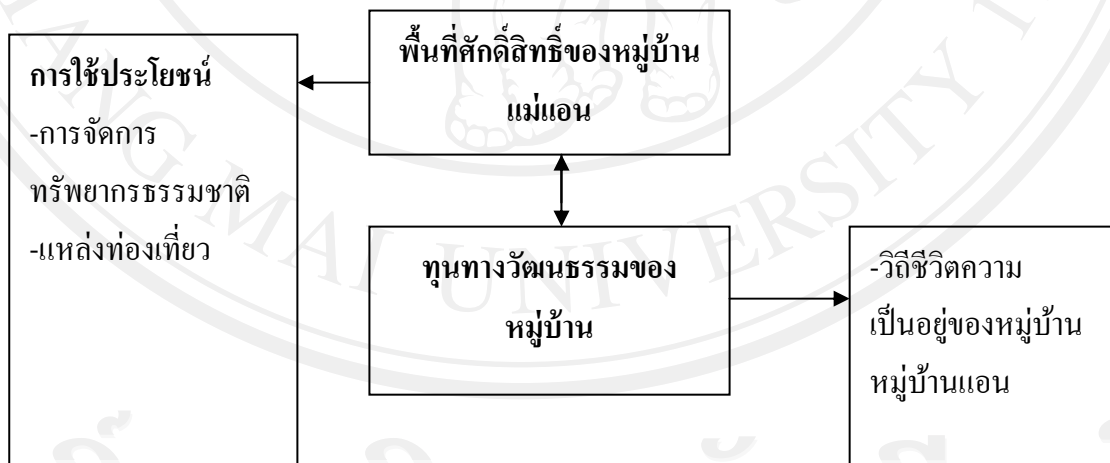 การใช้ประโยชน์
-การจัดการ
ทรัพยากรธรรมชาติ
-แหล่งท่องเที่ยว
พื้นที่ศักดิ์สิทธิ์ของหมู่บ้าน
แม่แอน
ทุนทางวัฒนธรรมของ
หมู่บ้าน
-วิถีชีวิตความ
เป็นอยู่ของหมู่บ้าน
หมู่บ้านแอน
ANG MAI UNIVERSITY